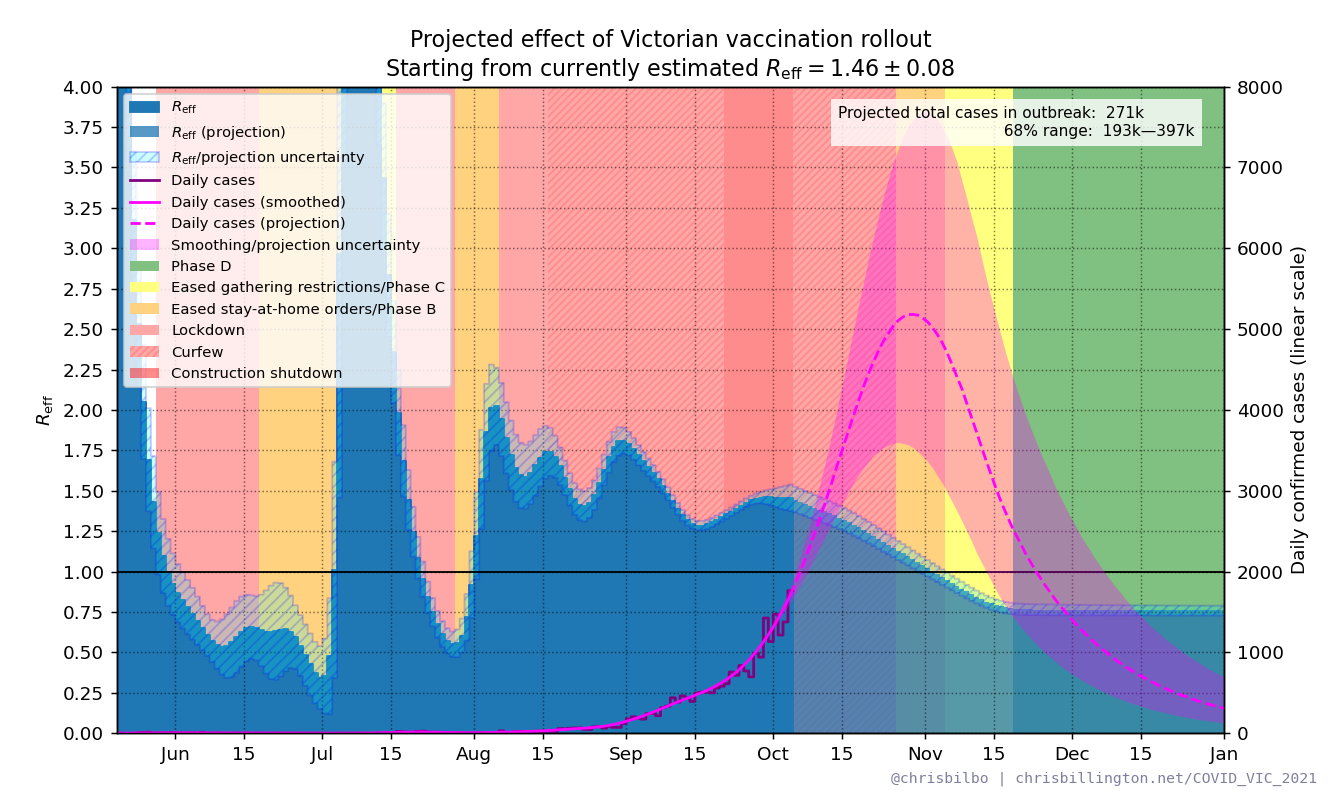 Projected effect of Victorian vaccination rollout
Starting from currently estimated R_eff = 1.46 ± 0.08
4.00
3.75
3.50
3.25
3.00
2.75
2.50
2.25
2.00
1.75
1.50
1.25
1.00
0.75
0.50
0.25
0.00
R_eff
R_eff
R_eff (projection)
R_eff/projection uncertainty
Daily cases
Daily cases (smoothed)
Daily cases (projection)
Smoothing/projection uncertainty
Phase D
Eased gathering restrictions/Phase C
Eased stay-at-home orders/Phase B
Lockdown
Curfew
Construction shutdown
Projected total cases in outbreak: 271k
68% range: 193k—397k
8000
7000
6000
5000
4000
3000
2000
1000
0
Daily confirmed cases (linear scale)
Jun 15 Jul 15 Aug 15 Sep 15 Oct 15 Nov 15 Dec 15 Jan
@chrisbilbo | chrisbillington.net/COVID_VIC_2021